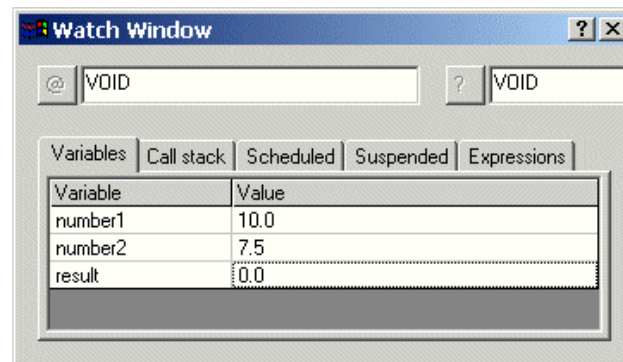 Watch Window ? ×
@ VOID ? VOID
Variables Call stack Scheduled Suspended Expressions
Variable Value
number1 10.0
number2 7.5
result 0.0